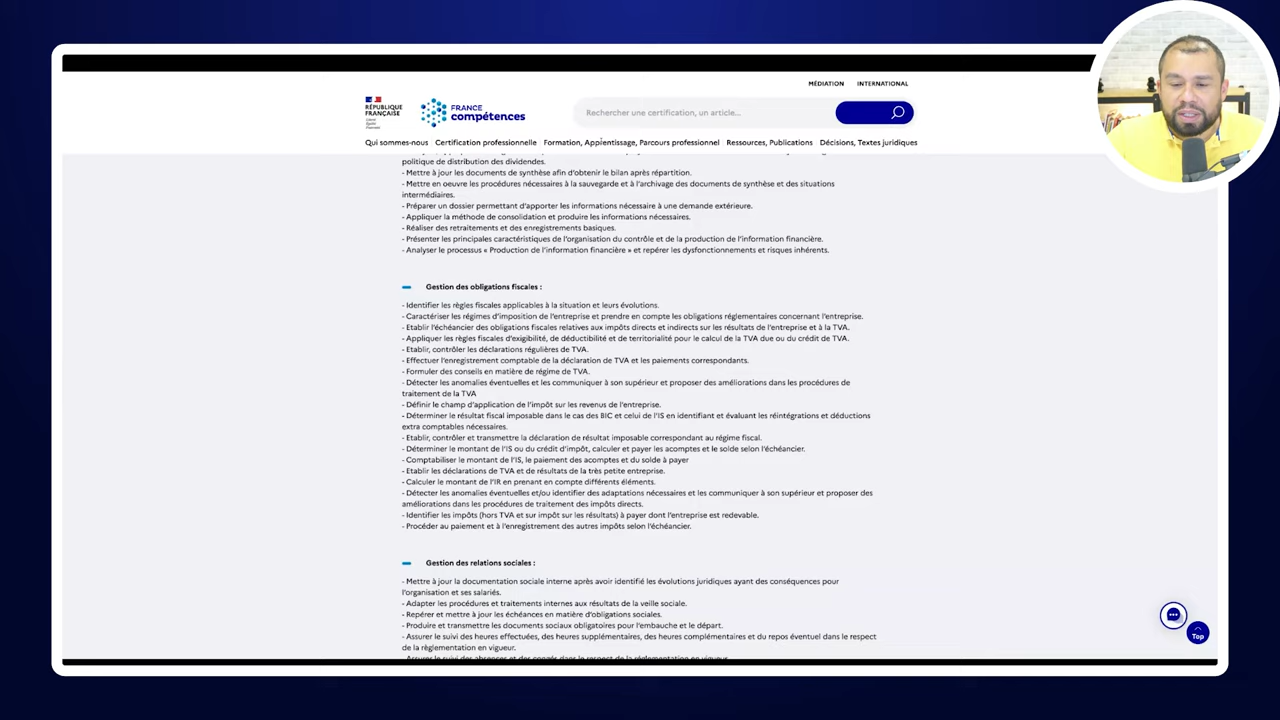 MÉDIATION INTERNATIONAL
RÉPUBLIQUE
FRANÇAISE
FRANCE
compétences
Rechercher une certification, un article...
Qui sommes-nous Certification professionnelle Formation, Apprentissage, Parcours professionnel Ressources, Publications Décisions, Textes juridiques
politique de distribution des dividendes.
- Mettre à jour les documents de synthèse afin d'obtenir le bilan après répartition.
- Mettre en oeuvre les procédures nécessaires à la sauvegarde et à l'archivage des documents de synthèse et des situations
intermédiaires.
- Préparer un dossier permettant d'apporter les informations nécessaire à une demande extérieure.
- Appliquer la méthode de consolidation et produire les informations nécessaires.
- Réaliser des retraitements et des enregistrements basiques.
- Présenter les principales caractéristiques de l'organisation du contrôle et de la production de l'information financière.
- Analyser le processus « Production de l'information financière » et repérer les dysfonctionnements et risques inhérents.
Gestion des obligations fiscales :
- Identifier les règles fiscales applicables à la situation et leurs évolutions.
- Caractériser les régimes d'imposition de l'entreprise et prendre en compte les obligations réglementaires concernant l'entreprise.
- Etablir l'échéancier des obligations fiscales relatives aux impôts directs et indirects sur les résultats de l'entreprise et à la TVA.
- Appliquer les règles fiscales d'exigibilité, de déductibilité et de territorialité pour le calcul de la TVA due ou du crédit de TVA.
- Etablir, contrôler les déclarations régulières de TVA.
- Effectuer l'enregistrement comptable de la déclaration de TVA et les paiements correspondants.
- Formuler des conseils en matière de régime de TVA.
- Détecter les anomalies éventuelles et les communiquer à son supérieur et proposer des améliorations dans les procédures de
traitement de la TVA
- Définir le champ d'application de l'impôt sur les revenus de l'entreprise.
- Déterminer le résultat fiscal imposable dans le cas des BIC et celui de l'IS en identifiant et évaluant les réintégrations et déductions
extra comptables nécessaires.
- Etablir, contrôler et transmettre la déclaration de résultat imposable correspondant au régime fiscal.
- Déterminer le montant de l'IS ou du crédit d'impôt, calculer et payer les acomptes et le solde selon l'échéancier.
- Comptabiliser le montant de l'IS, le paiement des acomptes et du solde à payer
- Etablir les déclarations de TVA et de résultats de la très petite entreprise.
- Calculer le montant de l'IR en prenant en compte différents éléments.
- Détecter les anomalies éventuelles et/ou identifier des adaptations nécessaires et les communiquer à son supérieur et proposer des
améliorations dans les procédures de traitement des impôts directs.
- Identifier les impôts (hors TVA et sur impôt sur les résultats) à payer dont l'entreprise est redevable.
- Procéder au paiement et à l'enregistrement des autres impôts selon l'échéancier.
Gestion des relations sociales :
- Mettre à jour la documentation sociale interne après avoir identifié les évolutions juridiques ayant des conséquences pour
l'organisation et ses salariés.
- Adapter les procédures et traitements internes aux résultats de la veille sociale.
- Repérer et mettre à jour les échéances en matière d'obligations sociales.
- Produire et transmettre les documents sociaux obligatoires pour l'embauche et le départ.
- Assurer le suivi des heures effectuées, des heures supplémentaires, des heures complémentaires et du repos éventuel dans le respect
de la règlementation en vigueur.
- Assurer le suivi des absences et des congés dans le respect de la règlementation en vigueur
Top